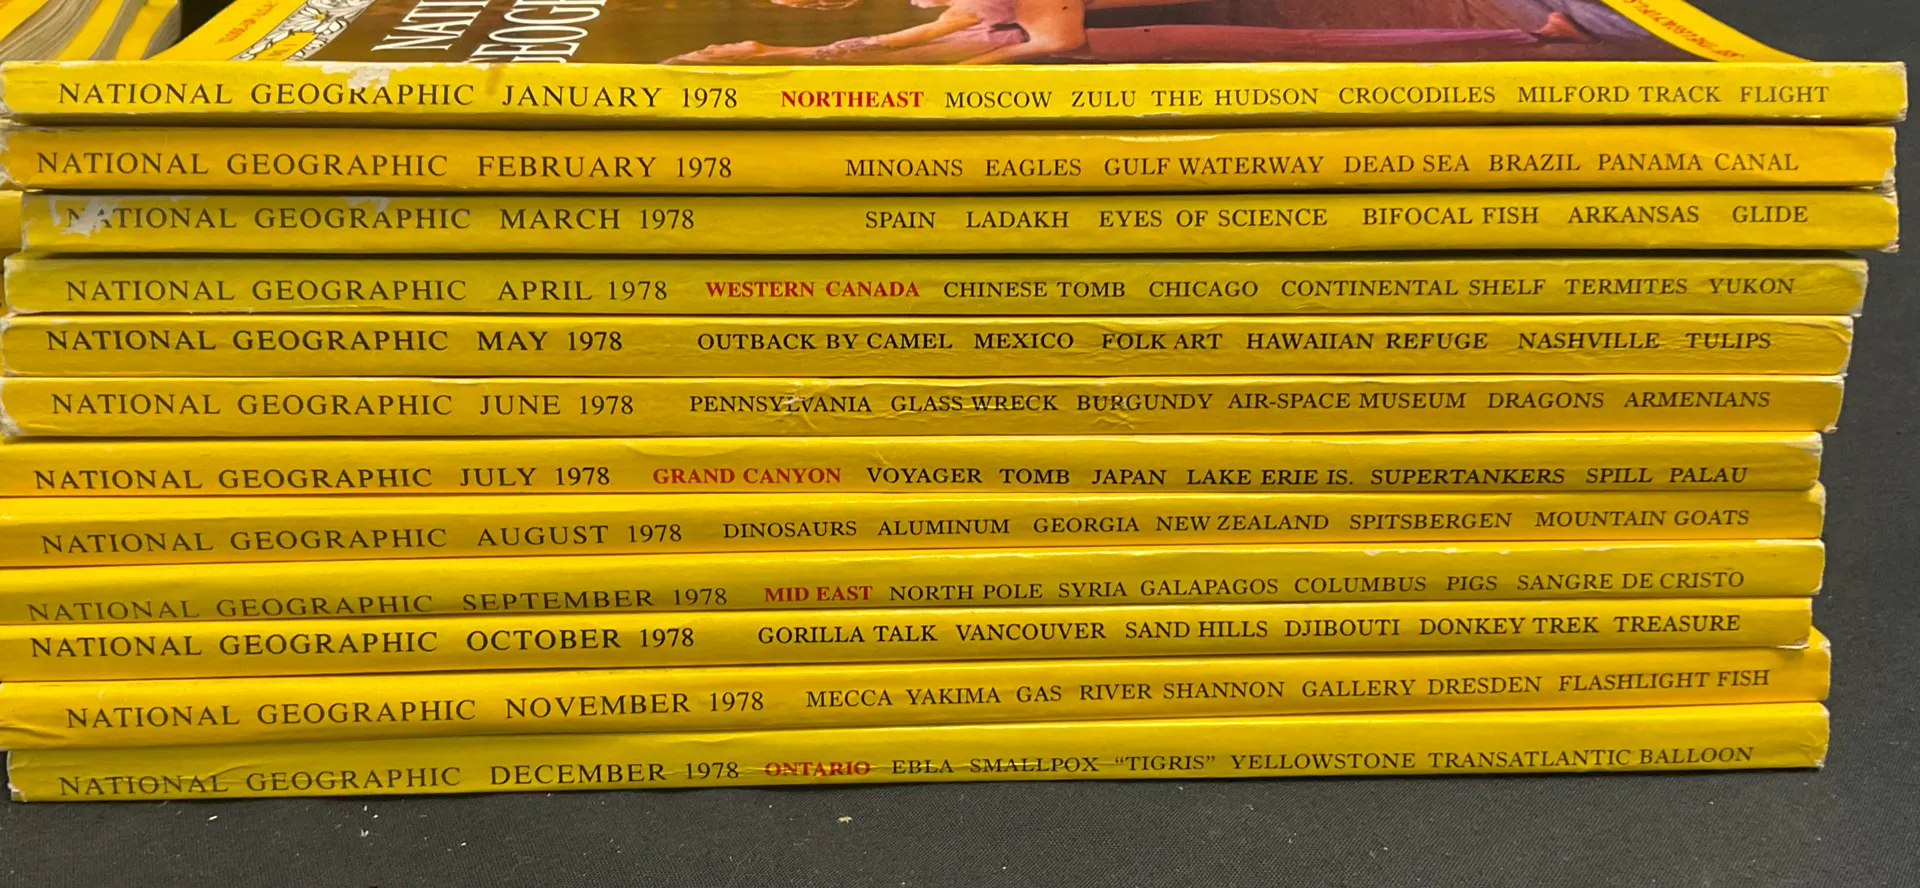 NATIONAL GEOGRAPHIC JANUARY 1978 NORTHEAST MOSCOW ZULU THE HUDSON CROCODILES MILFORD TRACK FLIGHT
NATIONAL GEOGRAPHIC FEBRUARY 1978 MINOANS EAGLES GULF WATERWAY DEAD SEA BRAZIL PANAMA CANAL
NATIONAL GEOGRAPHIC MARCH 1978 SPAIN LADAKH EYES OF SCIENCE BIFOCAL FISH ARKANSAS GLIDE
NATIONAL GEOGRAPHIC APRIL 1978 WESTERN CANADA CHINESE TOMB CHICAGO CONTINENTAL SHELF TERMITES YUKON
NATIONAL GEOGRAPHIC MAY 1978 OUTBACK BY CAMEL MEXICO FOLK ART HAWAIIAN REFUGE NASHVILLE TULIPS
NATIONAL GEOGRAPHIC JUNE 1978 PENNSYLVANIA GLASS WRECK BURGUNDY AIR-SPACE MUSEUM DRAGONS ARMENIANS
NATIONAL GEOGRAPHIC JULY 1978 GRAND CANYON VOYAGER TOMB JAPAN LAKE ERIE IS. SUPERTANKERS SPILL PALAU
NATIONAL GEOGRAPHIC AUGUST 1978 DINOSAURS ALUMINUM GEORGIA NEW ZEALAND SPITSBERGEN MOUNTAIN GOATS
NATIONAL GEOGRAPHIC SEPTEMBER 1978 MID EAST NORTH POLE SYRIA GALAPAGOS COLUMBUS PIGS SANGRE DE CRISTO
NATIONAL GEOGRAPHIC OCTOBER 1978 GORILLA TALK VANCOUVER SAND HILLS DJIBOUTI DONKEY TREK TREASURE
NATIONAL GEOGRAPHIC NOVEMBER 1978 MECCA YAKIMA GAS RIVER SHANNON GALLERY DRESDEN FLASHLIGHT FISH
NATIONAL GEOGRAPHIC DECEMBER 1978 ONTARIO EBLA SMALLPOX “TIGRIS” YELLOWSTONE TRANSATLANTIC BALLOON